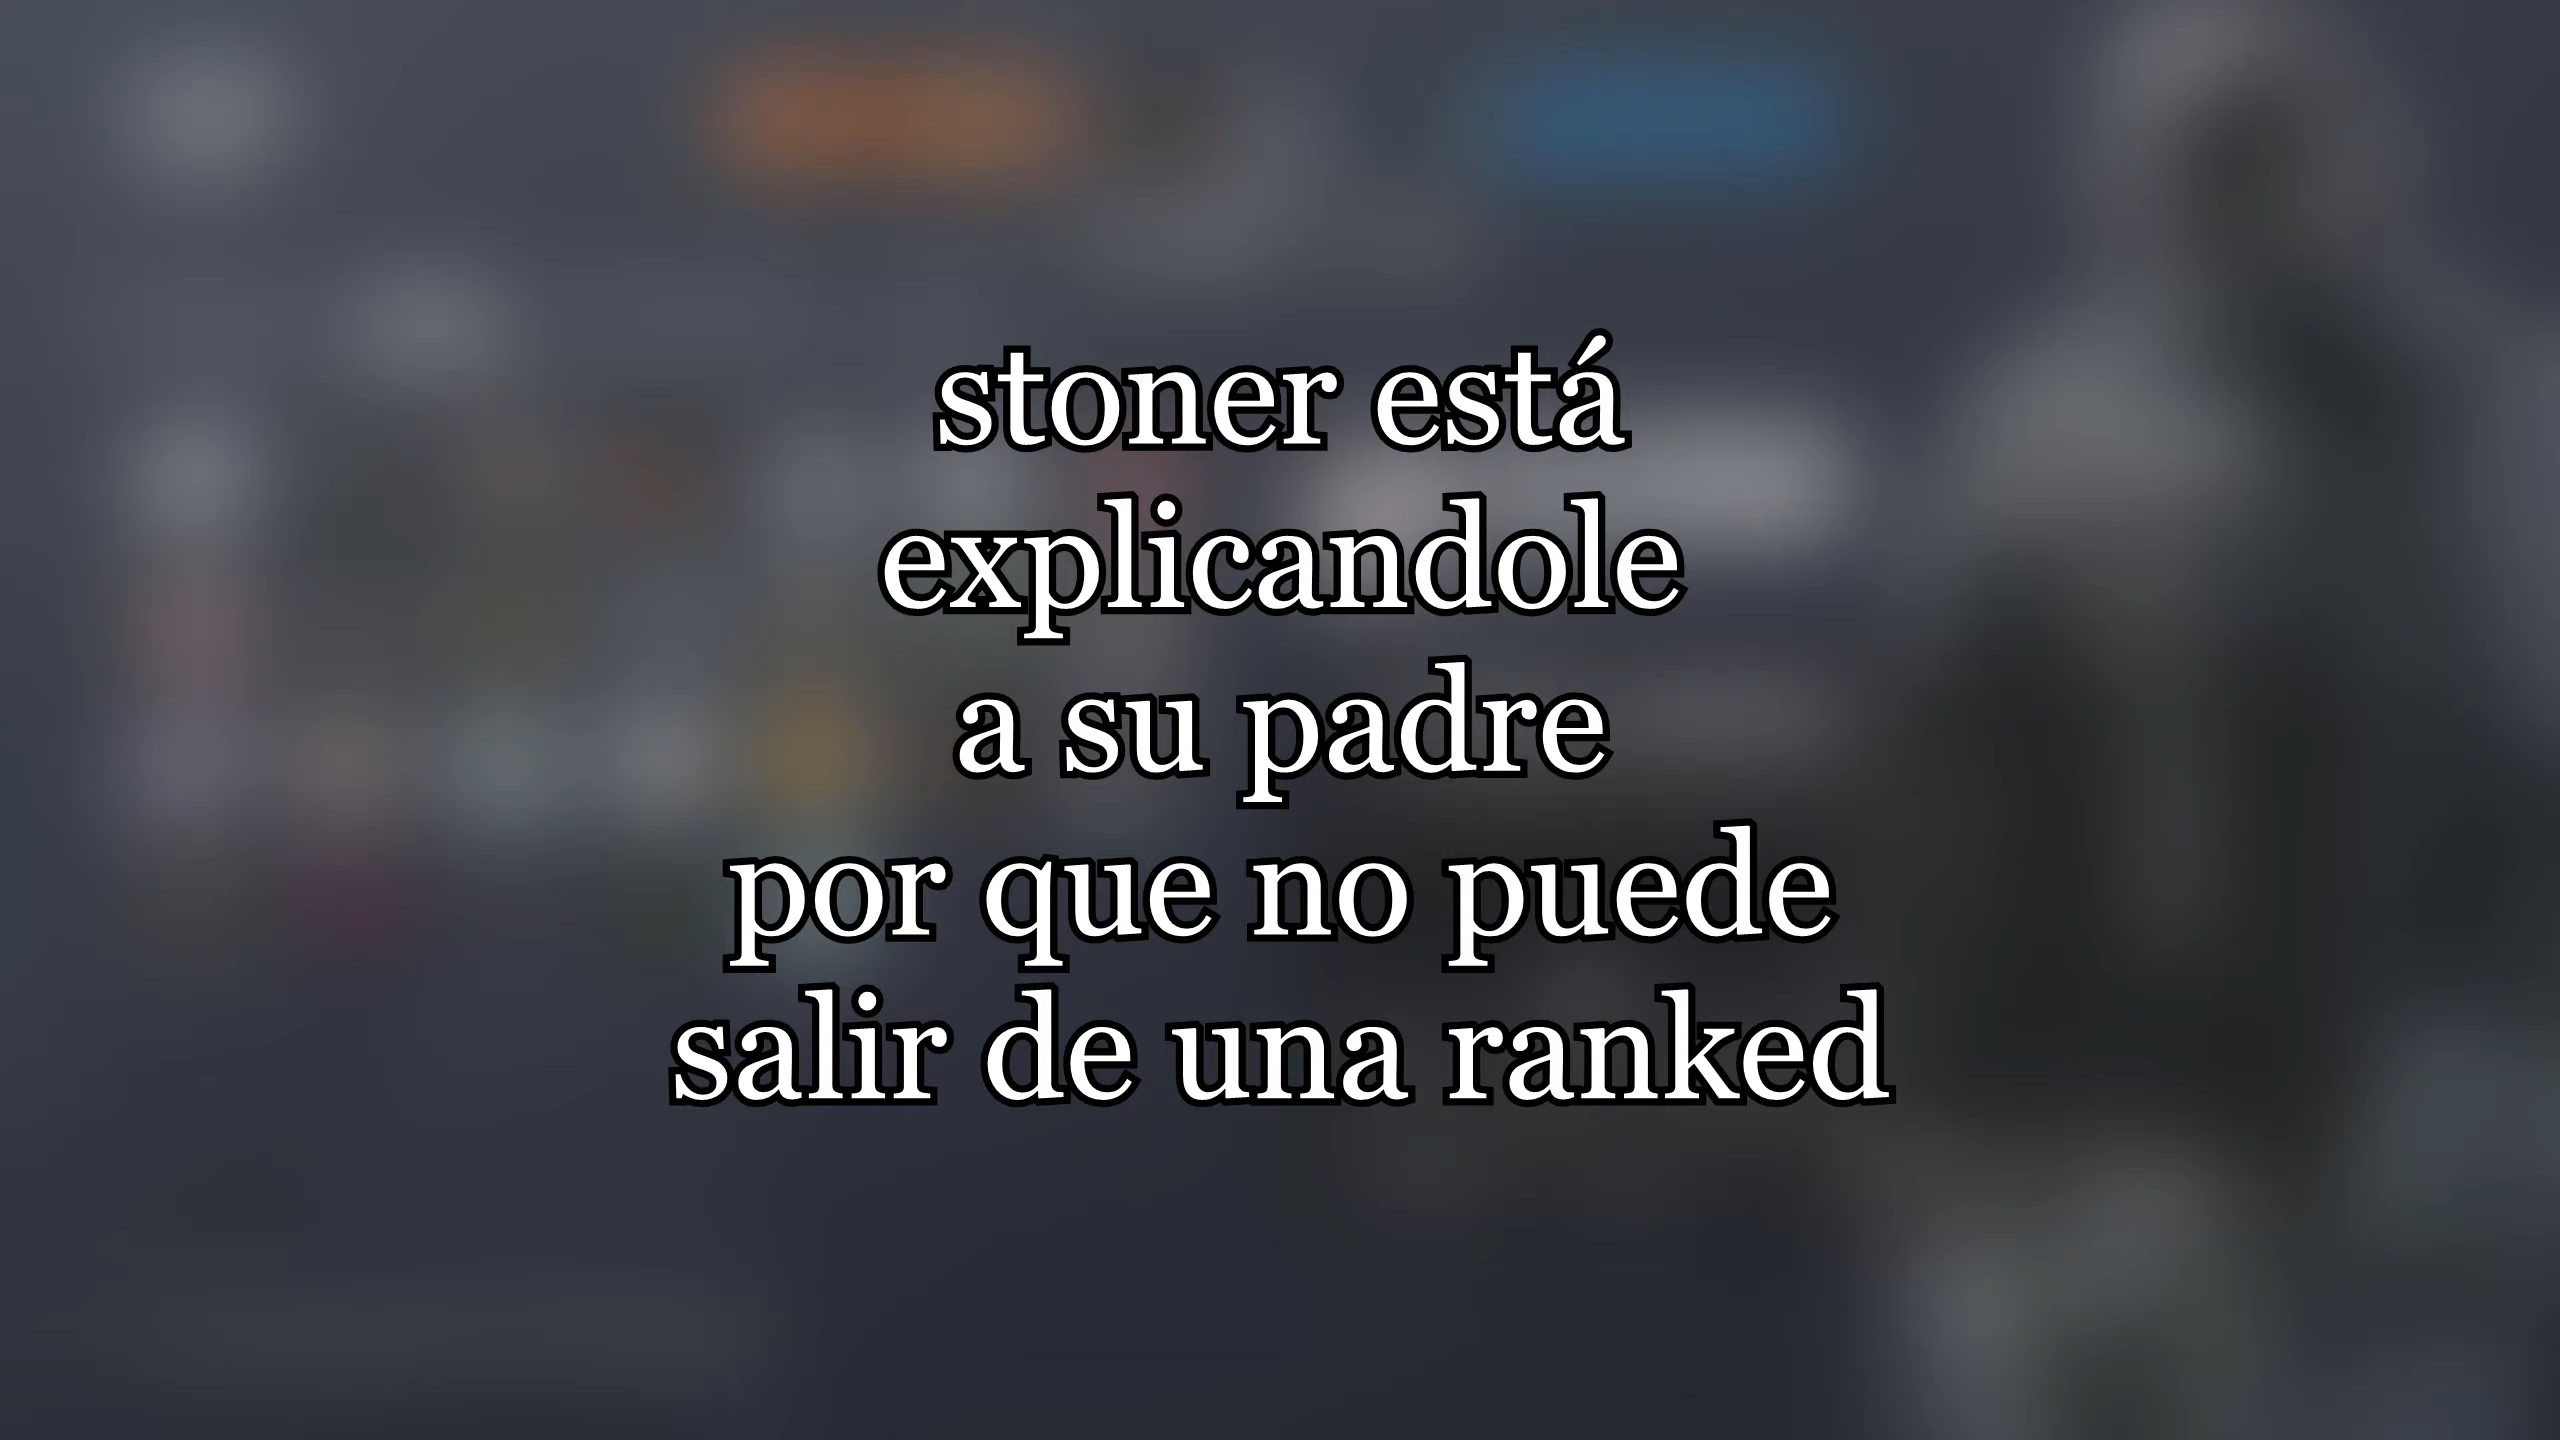 stoner está
explicandole
a su padre
por que no puede
salir de una ranked